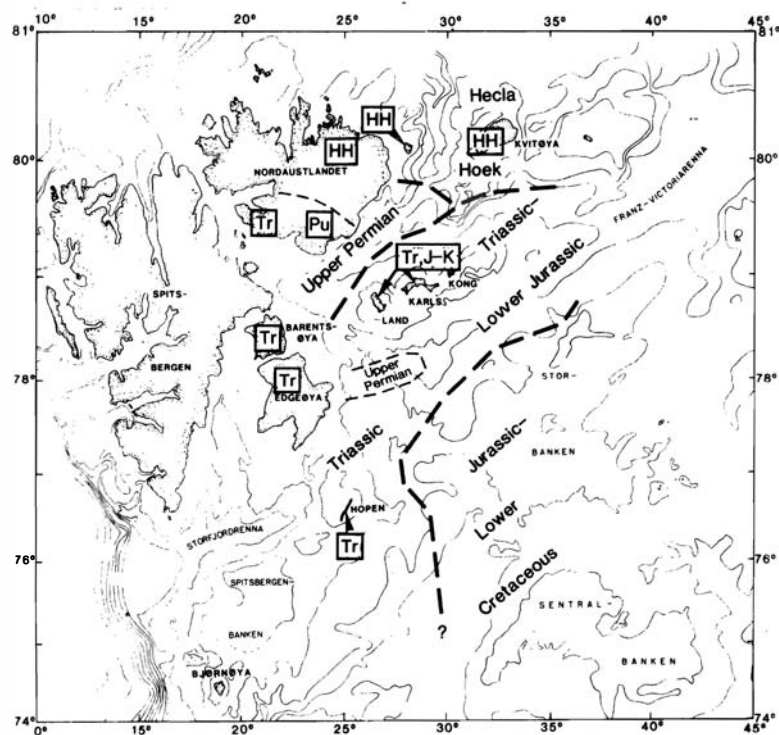 10° 15° 20° 25° 30° 35° 40° 45°
81° 81°
Hecla
HH
HH
HH
KVITØYA
80° 80°
NORDAUSTLANDET
Hoek
FRANZ-VICTORIARENNA
Tr
Pu
Upper Permian
Triassic-
Lower Jurassic
Tr,J-K
KONG
KARLS
LAND
SPITS-
BERGEN
Tr
BARENTS-
ØYA
Upper
Permian
78° 78°
Tr
EDGEØYA
STOR-
BANKEN
Triassic
Jurassic-
Lower
Cretaceous
HOPEN
Tr
STORFJORDRENNA
76° 76°
SPITSBERGEN-
BANKEN
SENTRAL-
BANKEN
?
BJØRNØYA
74° 74°
10° 15° 20° 25° 30° 35° 40° 45°